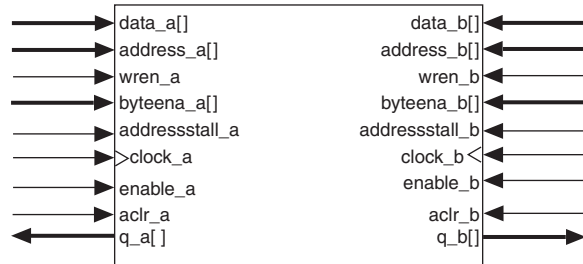 data_a[] data_b[]
address_a[] address_b[]
wren_a wren_b
byteena_a[] byteena_b[]
addressstall_a addressstall_b
clock_a clock_b
enable_a enable_b
aclr_a aclr_b
q_a[ ] q_b[]